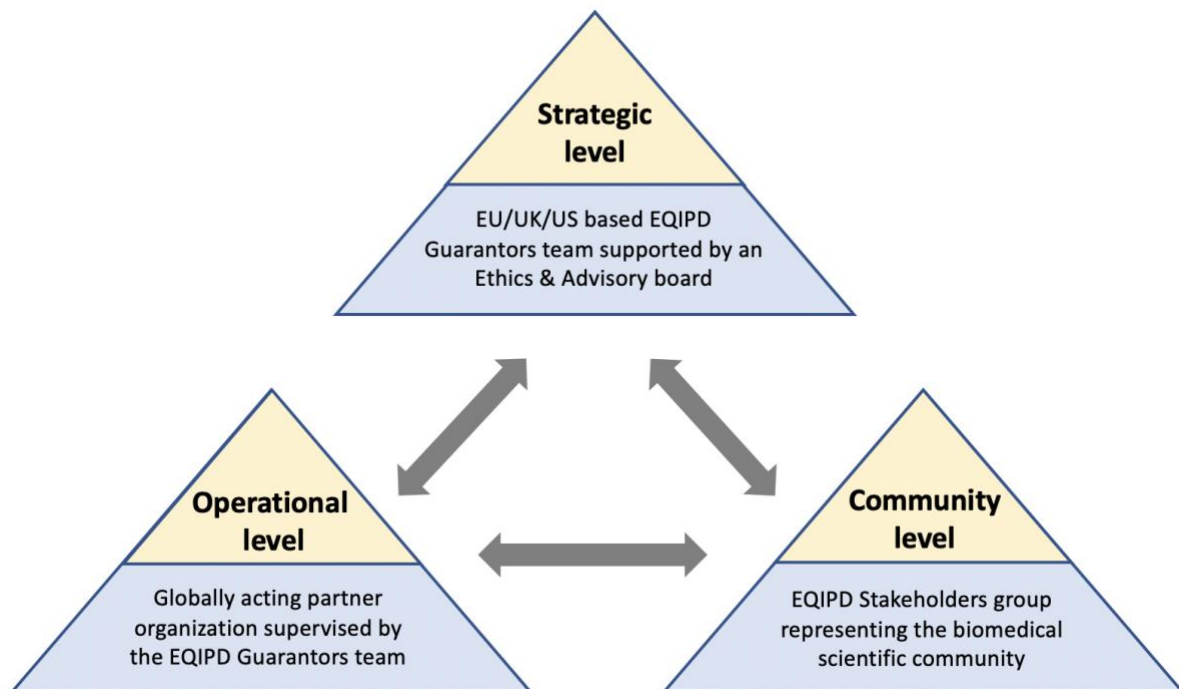 Strategic
level
EU/UK/US based EQIPD
Guarantors team supported by an
Ethics & Advisory board
Operational
level
Globally acting partner
organization supervised by
the EQIPD Guarantors team
Community
level
EQIPD Stakeholders group
representing the biomedical
scientific community